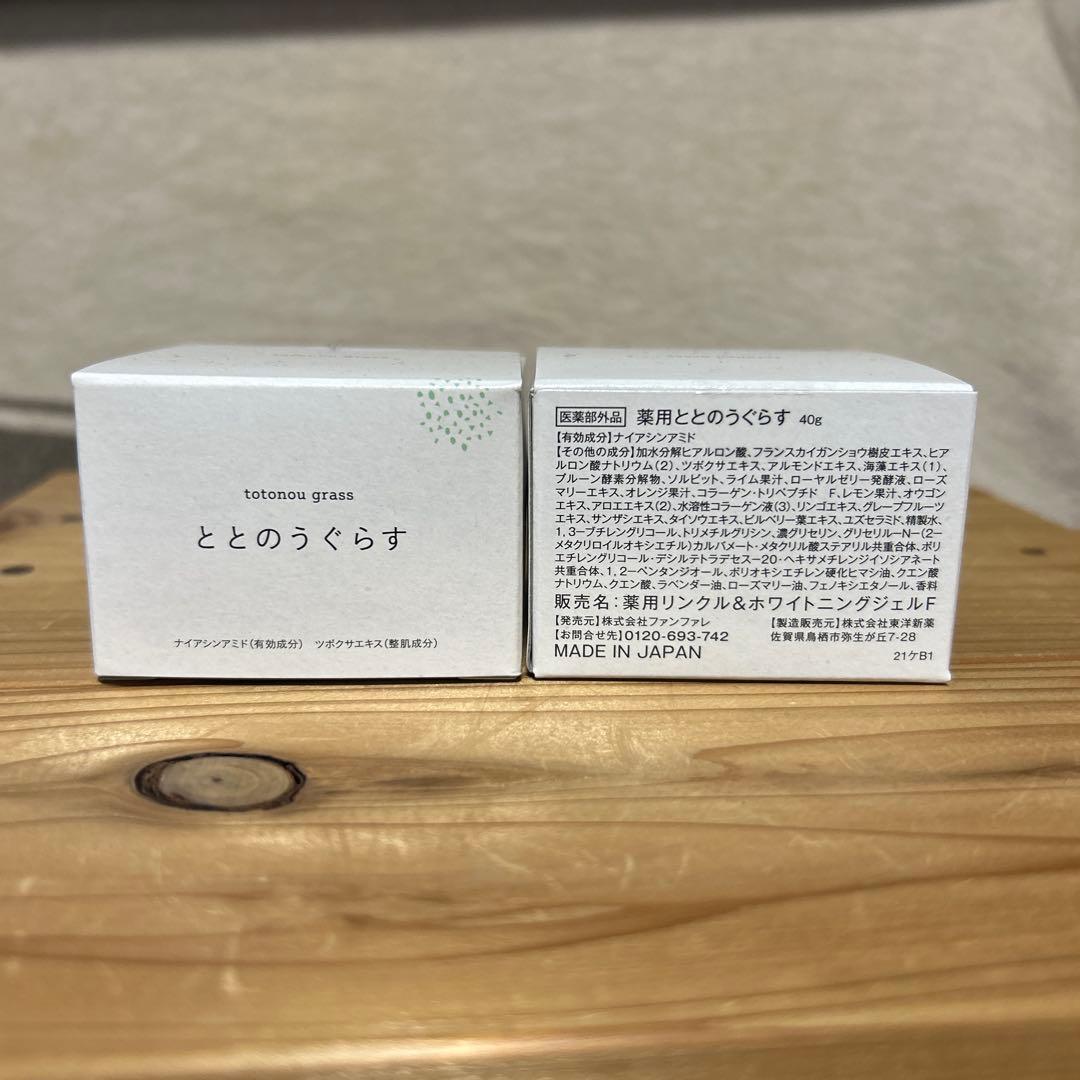 totonou grass
ととのうぐらす
ナイアシンアミド(有効成分) ツボクサエキス(整肌成分)
医薬部外品 薬用ととのうぐらす 40g
【有効成分】ナイアシンアミド
【その他の成分】加水分解ヒアルロン酸、フランスカイガンショウ樹皮エキス、ヒア
ルロン酸ナトリウム(2)、ツボクサエキス、アルモンドエキス、海藻エキス(1)、
プルーン酵素分解物、ソルビット、ライム果汁、ローヤルゼリー発酵液、ローズ
マリーエキス、オレンジ果汁、コラーゲン・トリペプチド F、レモン果汁、オウゴン
エキス、アロエエキス(2)、水溶性コラーゲン液(3)、リンゴエキス、グレープフルーツ
エキス、サンザシエキス、タイソウエキス、ビルベリー葉エキス、ユズセラミド、精製水、
1,3-ブチレングリコール、トリメチルグリシン、濃グリセリン、グリセリル-N-(2-
メタクリロイルオキシエチル)カルバメート・メタクリル酸ステアリル共重合体、ポリ
エチレングリコール・デシルテトラデセス-20・ヘキサメチレンジイソシアネート
共重合体、1,2-ペンタンジオール、ポリオキシエチレン硬化ヒマシ油、クエン酸
ナトリウム、クエン酸、ラベンダー油、ローズマリー油、フェノキシエタノール、香料
販売名:薬用リンクル&ホワイトニングジェルF
【発売元】株式会社ファンファレ 【製造販売元】株式会社東洋新薬
【お問合せ先】0120-693-742 佐賀県鳥栖市弥生が丘7-28
MADE IN JAPAN 21ケB1